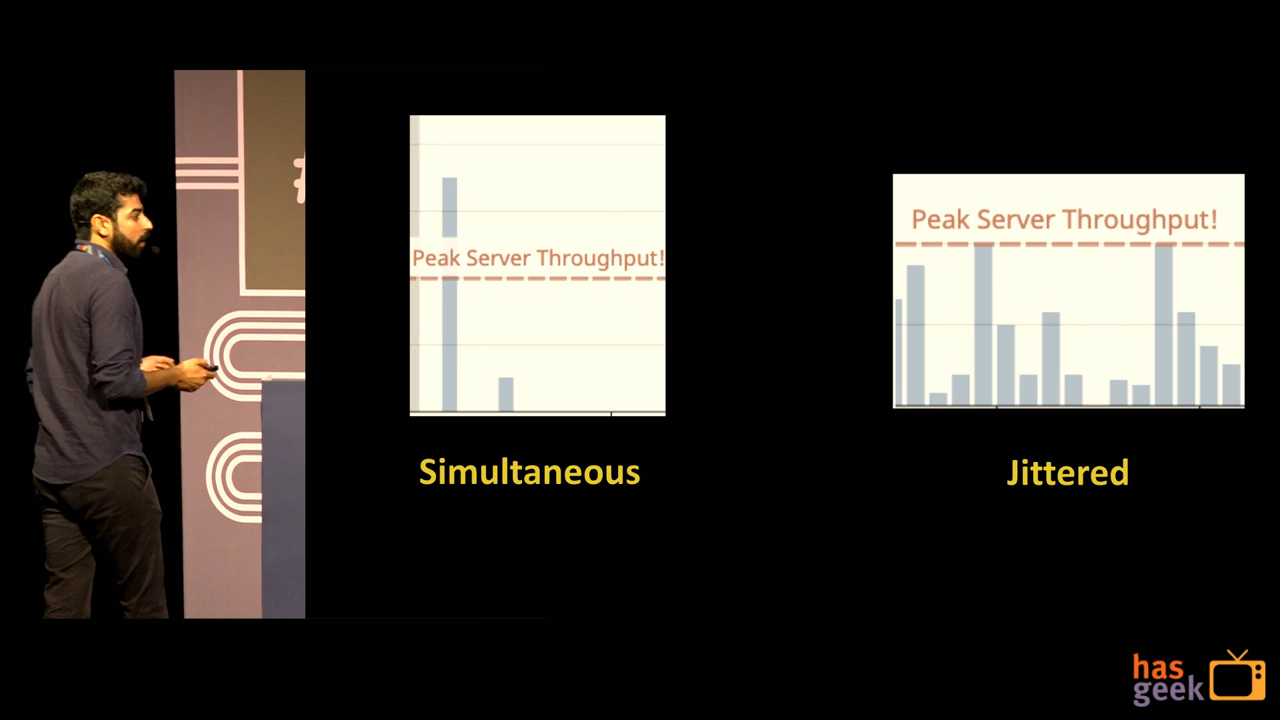 Peak Server Throughput!
Simultaneous
Peak Server Throughput!
Jittered
#
has
geek